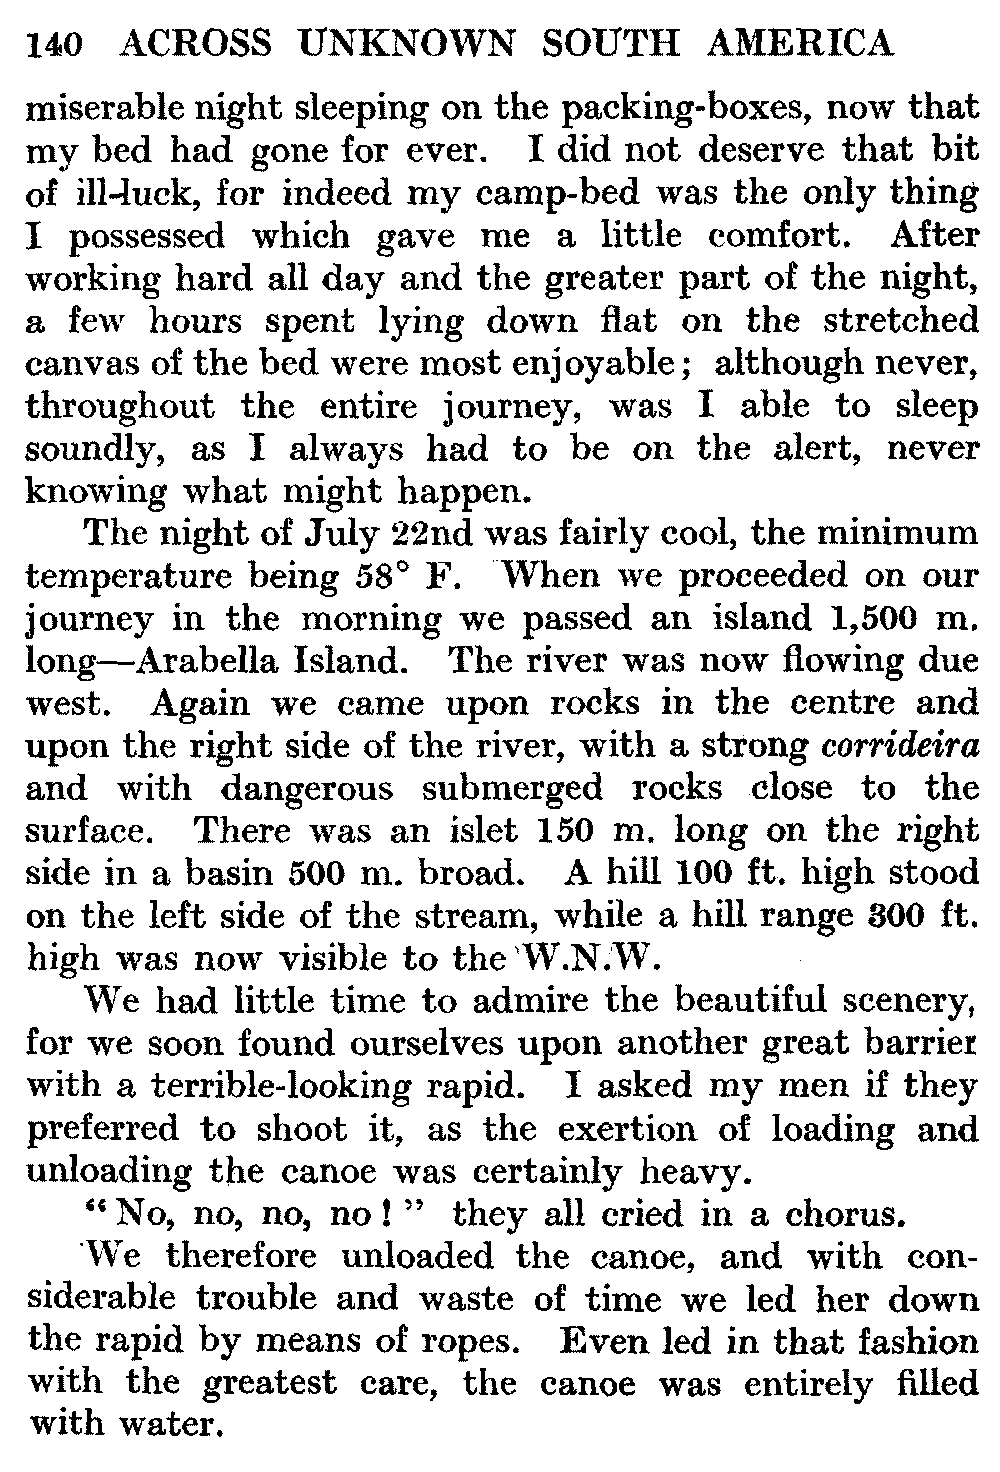 140 ACROSS UNKNOWN SOUTH AMERICA
miserable night sleeping on the packing-boxes, now that
my bed had gone for ever. I did not deserve that bit
of ill-luck, for indeed my camp-bed was the only thing
I possessed which gave me a little comfort. After
working hard all day and the greater part of the night,
a few hours spent lying down flat on the stretched
canvas of the bed were most enjoyable; although never,
throughout the entire journey, was I able to sleep
soundly, as I always had to be on the alert, never
knowing what might happen.
The night of July 22nd was fairly cool, the minimum
temperature being 58° F. When we proceeded on our
journey in the morning we passed an island 1,500 m.
long—Arabella Island. The river was now flowing due
west. Again we came upon rocks in the centre and
upon the right side of the river, with a strong corrideira
and with dangerous submerged rocks close to the
surface. There was an islet 150 m. long on the right
side in a basin 500 m. broad. A hill 100 ft. high stood
on the left side of the stream, while a hill range 300 ft.
high was now visible to the W.N.W.
We had little time to admire the beautiful scenery,
for we soon found ourselves upon another great barrier
with a terrible-looking rapid. I asked my men if they
preferred to shoot it, as the exertion of loading and
unloading the canoe was certainly heavy.
“ No, no, no, no ! ” they all cried in a chorus.
We therefore unloaded the canoe, and with con-
siderable trouble and waste of time we led her down
the rapid by means of ropes. Even led in that fashion
with the greatest care, the canoe was entirely filled
with water.